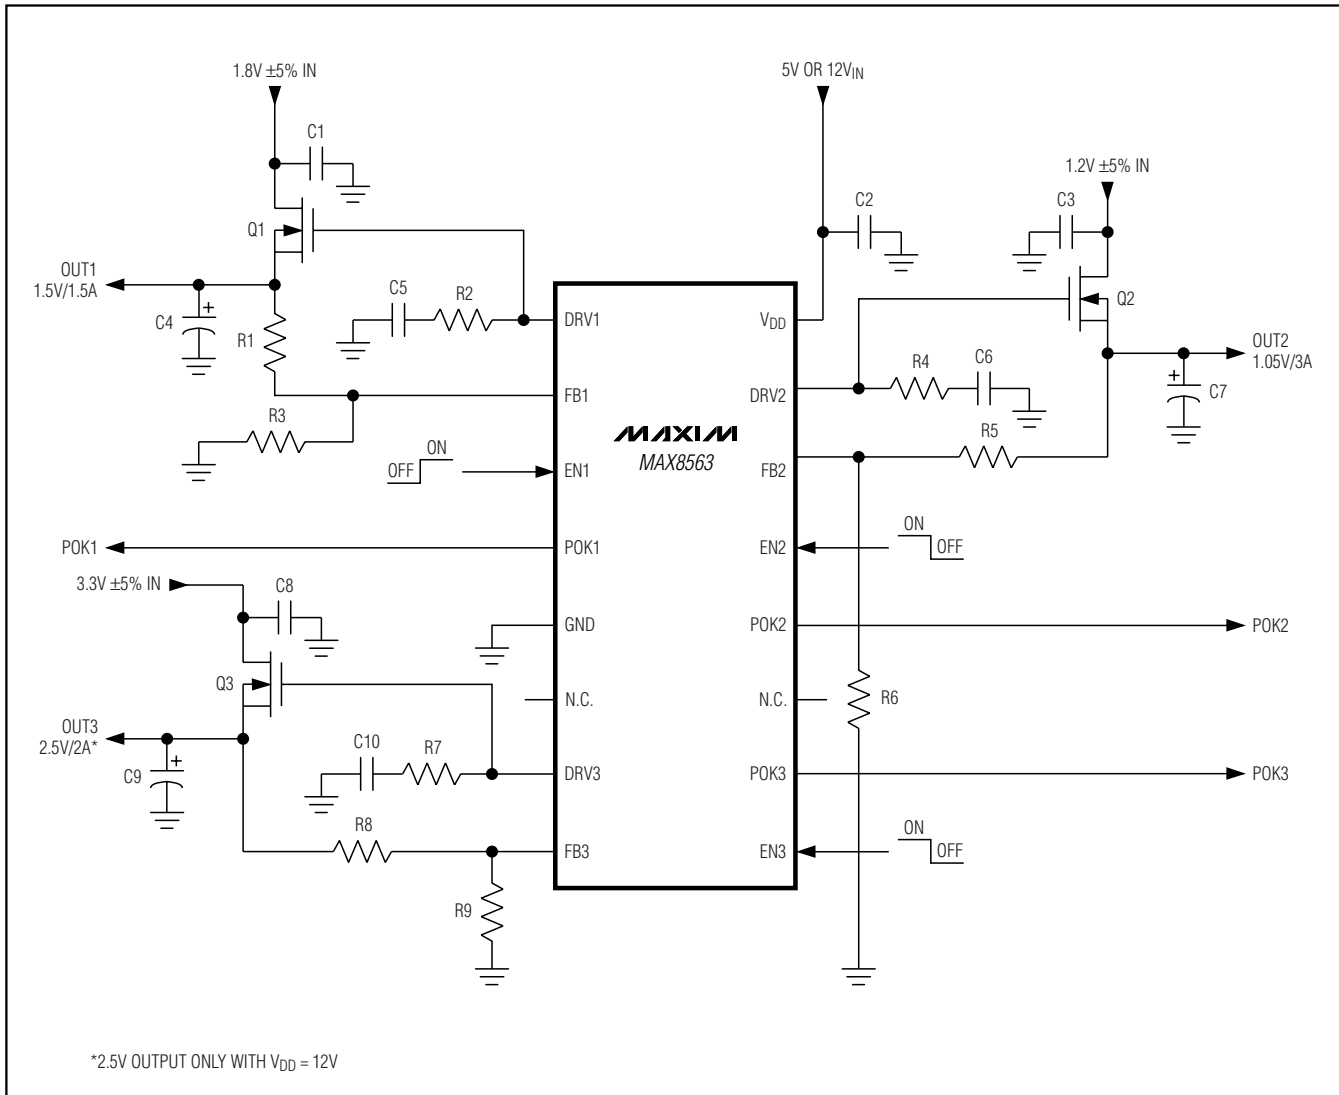 1.8V ±5% IN
5V OR 12VIN
C1
1.2V ±5% IN
C2
C3
Q1
OUT1
1.5V/1.5A
C5
R2
Q2
C4
R1
DRV1
VDD
OUT2
1.05V/3A
R4
C6
C7
FB1
DRV2
R3
MAXIM
MAX8563
R5
ON
OFF
EN1
FB2
POK1
POK1
EN2
ON
OFF
3.3V ±5% IN
C8
GND
POK2
POK2
Q3
N.C.
N.C.
R6
OUT3
2.5V/2A*
C10
R7
C9
DRV3
POK3
POK3
R8
FB3
EN3
ON
OFF
R9
*2.5V OUTPUT ONLY WITH VDD = 12V